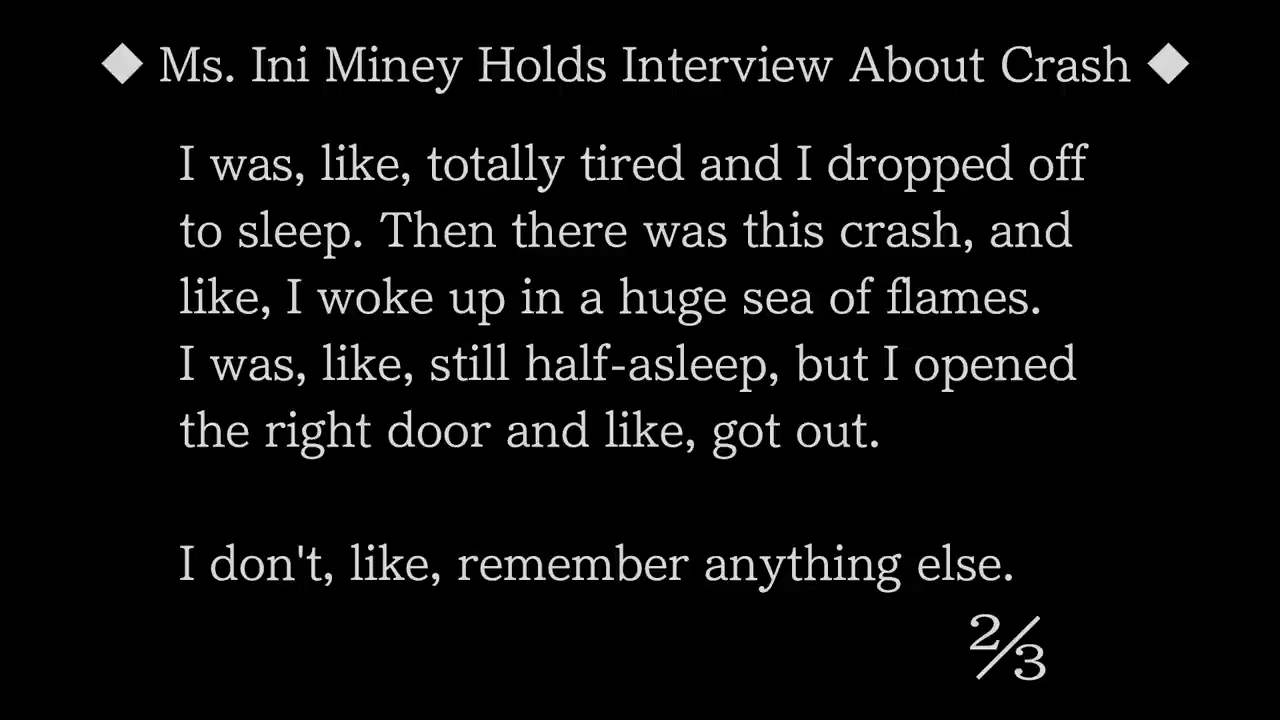 ◆ Ms. Ini Miney Holds Interview About Crash ◆
I was, like, totally tired and I dropped off
to sleep. Then there was this crash, and
like, I woke up in a huge sea of flames.
I was, like, still half-asleep, but I opened
the right door and like, got out.
I don't, like, remember anything else.
2/3